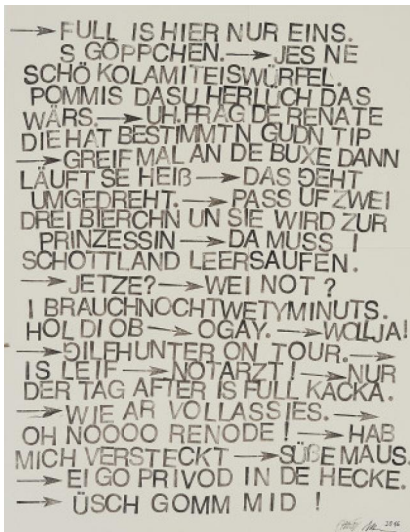 → FULL IS HIER NUR EINS.
S GÖPPCHEN. → JES NE
SCHÖ KOLAMITEISWÜRFEL.
POMMIS DASU HERLÜCH DAS
WÄRS. → UH. FRAG DE RENATE
DIE HAT BESTIMMTN GUDN TIP
→ GREIF MAL AN DE BUXE DANN
LÄUFT SE HEIß → DAS GEHT
UMGEDREHT. → PASS UF ZWEI
DREI BIERCHN UN SIE WIRD ZUR
PRINZESSIN → DA MUSS I
SCHOTTLAND LEERSAUFEN.
→ JETZE? → WEI NOT?
I BRAUCHNOCHTWETYMINUTS.
HOL DI OB → OGAY. → WOLLJA!
→ GILFHUNTER ON TOUR. →
IS LEIF → NOTARZT! → NUR
DER TAG AFTER IS FULL KACKA.
→ WIE AR VOLLASSIES. →
OH NOOOO RENODE! → HAB
MICH VERSTECKT → SÜßE MAUS.
→ EI GO PRIVOD IN DE HECKE.
→ ÜSCH GOMM MID !
2016